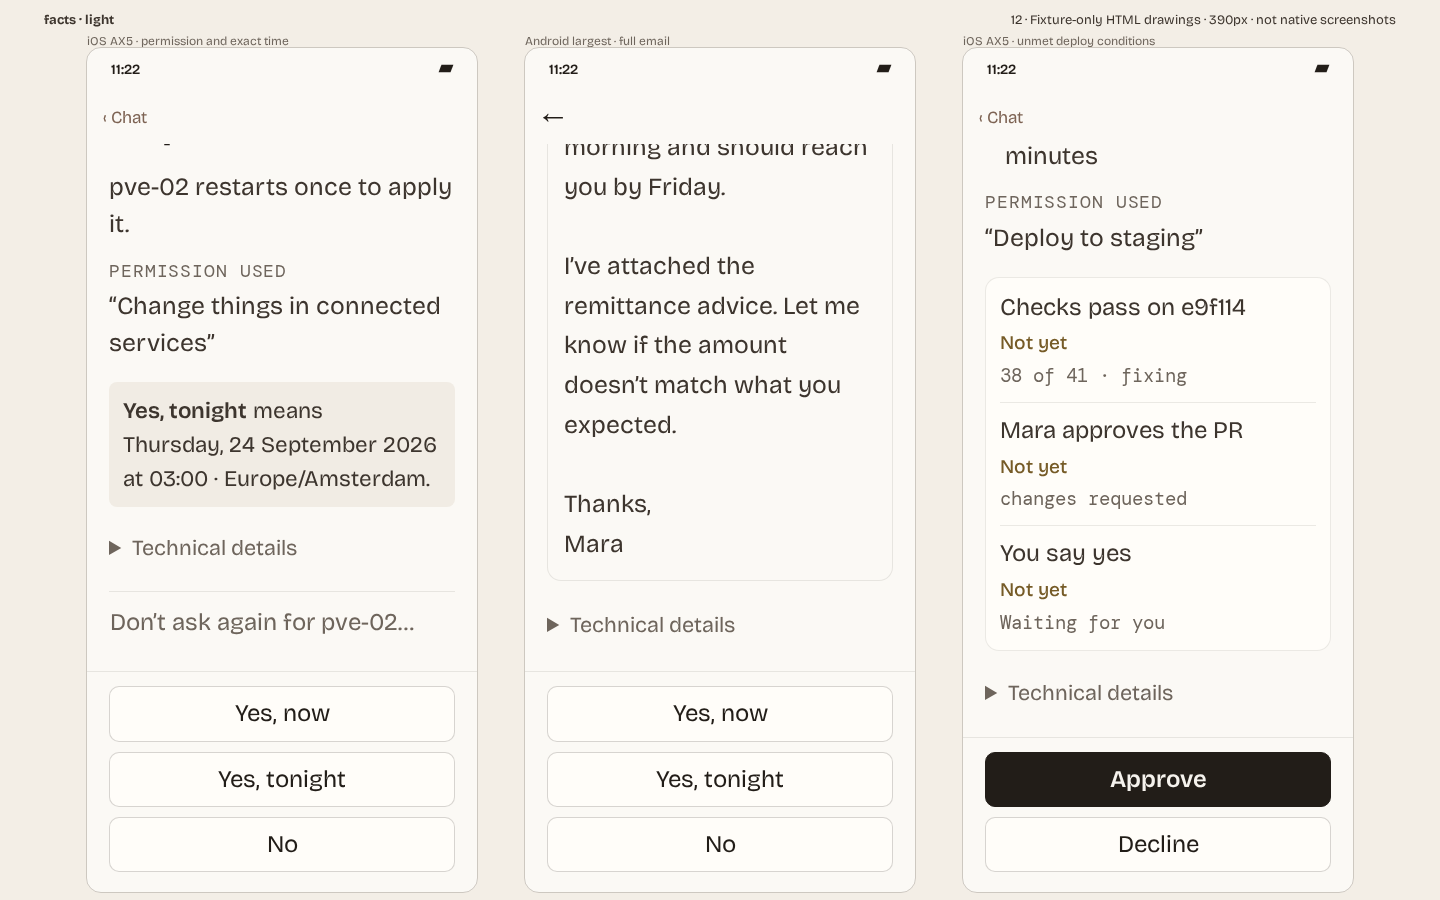 facts · light
12 · Fixture-only HTML drawings · 390px · not native screenshots
iOS AX5 · permission and exact time
11:22
‹ Chat
pve-02 restarts once to apply
it.
PERMISSION USED
“Change things in connected
services”
Yes, tonight means
Thursday, 24 September 2026
at 03:00 · Europe/Amsterdam.
▶ Technical details
Don’t ask again for pve-02…
Yes, now
Yes, tonight
No
Android largest · full email
11:22
←
morning and should reach
you by Friday.
I’ve attached the
remittance advice. Let me
know if the amount
doesn’t match what you
expected.
Thanks,
Mara
▶ Technical details
Yes, now
Yes, tonight
No
iOS AX5 · unmet deploy conditions
11:22
‹ Chat
minutes
PERMISSION USED
“Deploy to staging”
Checks pass on e9f114
Not yet
38 of 41 · fixing
Mara approves the PR
Not yet
changes requested
You say yes
Not yet
Waiting for you
▶ Technical details
Approve
Decline